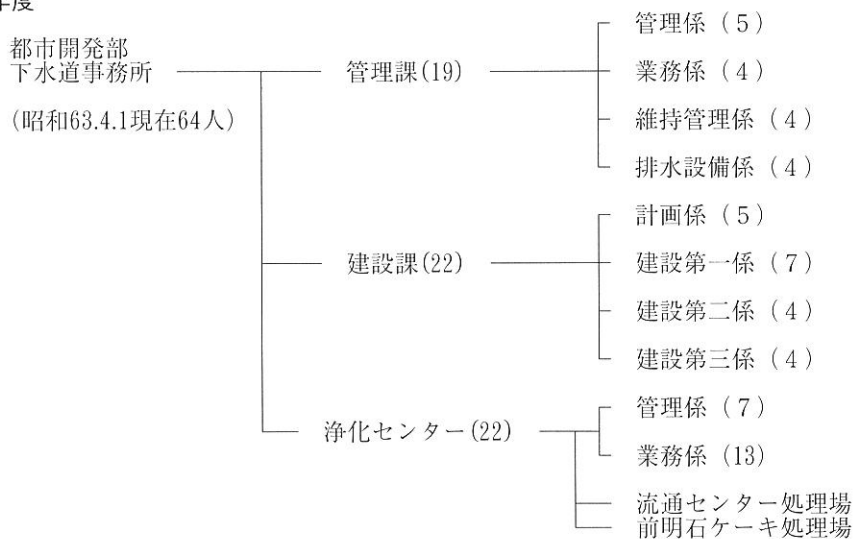 年度
都市開発部
下水道事務所
(昭和63.4.1現在64人)
管理課(19)
管理係(5)
業務係(4)
維持管理係(4)
排水設備係(4)
建設課(22)
計画係(5)
建設第一係(7)
建設第二係(4)
建設第三係(4)
浄化センター(22)
管理係(7)
業務係(13)
流通センター処理場
前明石ケーキ処理場